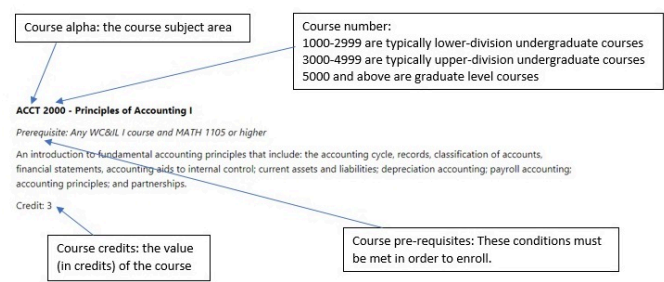 Course alpha: the course subject area
Course number:
1000-2999 are typically lower-division undergraduate courses
3000-4999 are typically upper-division undergraduate courses
5000 and above are graduate level courses
ACCT 2000 - Principles of Accounting I
Prerequisite: Any WC&IL I course and MATH 1105 or higher
An introduction to fundamental accounting principles that include: the accounting cycle, records, classification of accounts,
financial statements, accounting aids to internal control; current assets and liabilities; depreciation accounting; payroll accounting;
accounting principles; and partnerships.
Credit: 3
Course credits: the value
(in credits) of the course
Course pre-requisites: These conditions must
be met in order to enroll.